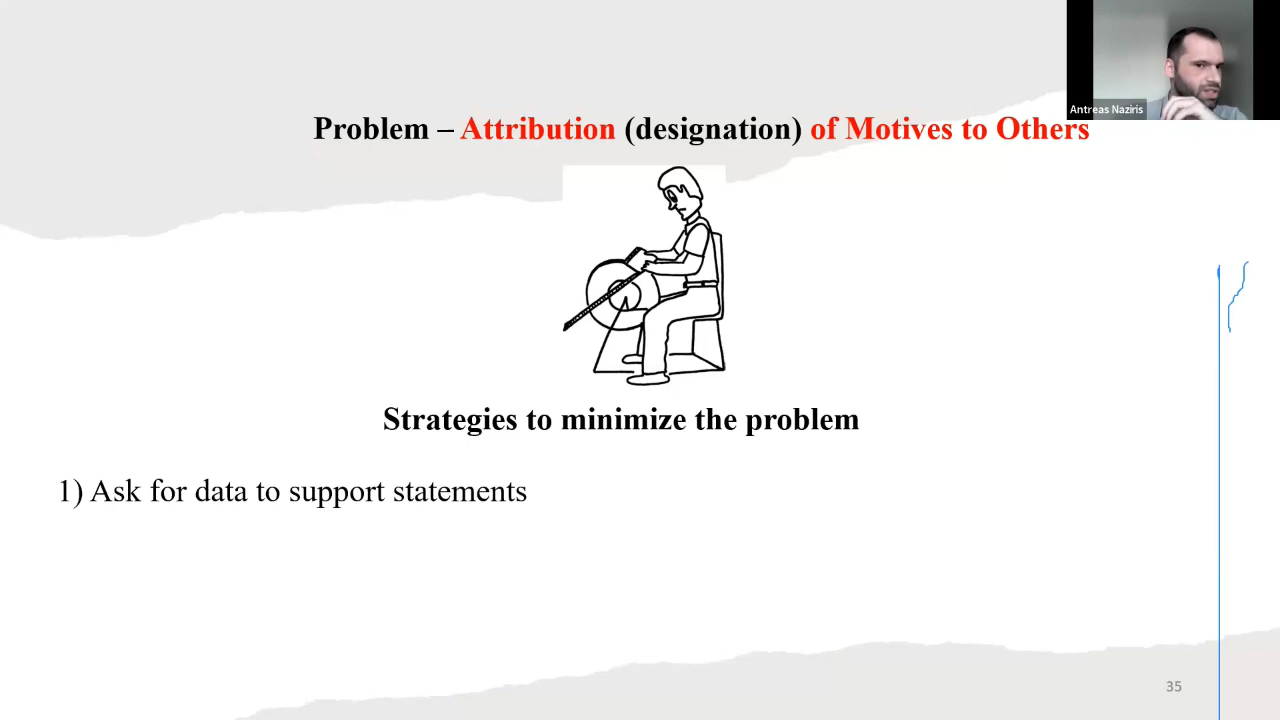 Antreas Naziris
Problem – Attribution (designation) of Motives to Others
Strategies to minimize the problem
1) Ask for data to support statements
35